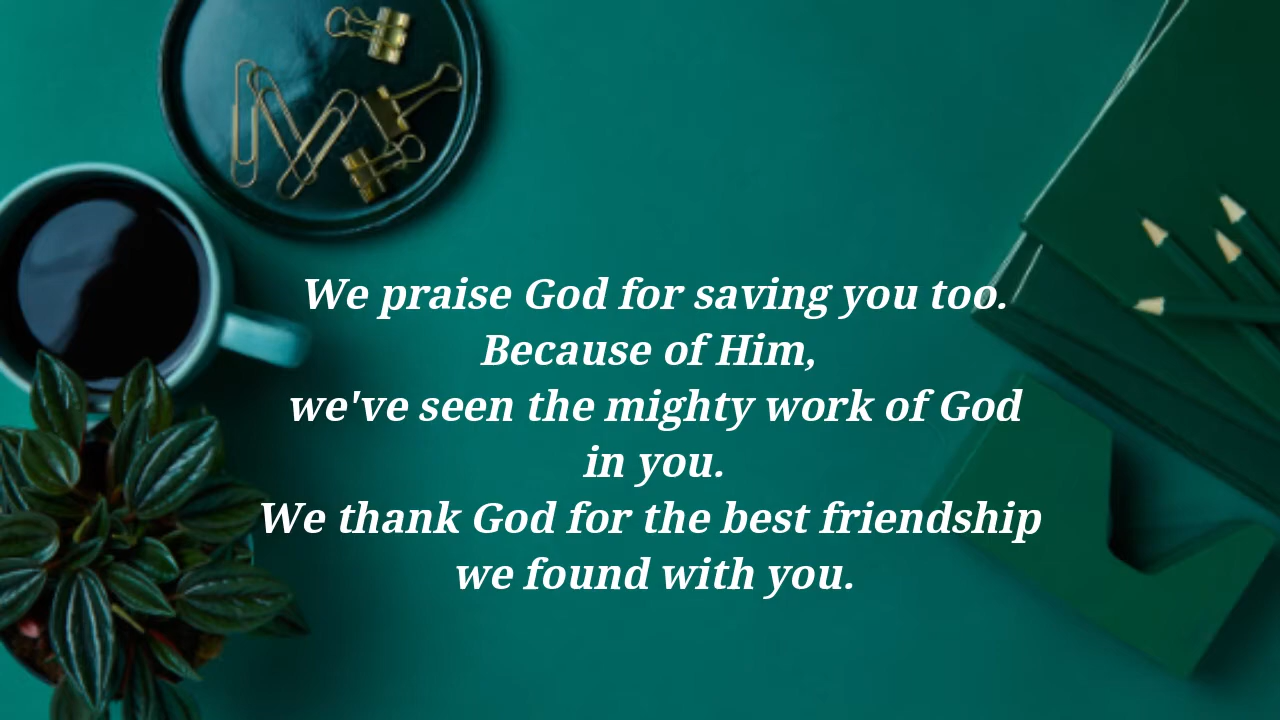 We praise God for saving you too.
Because of Him,
we've seen the mighty work of God
in you.
We thank God for the best friendship
we found with you.